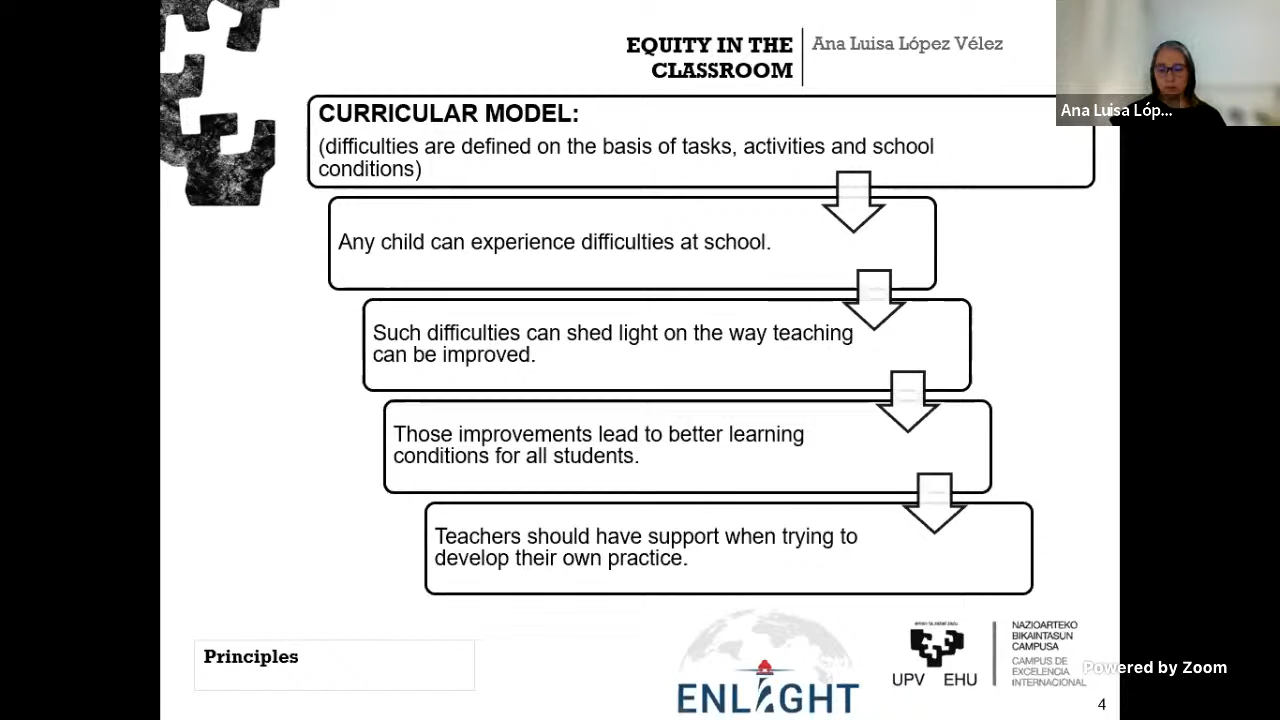 EQUITY IN THE
CLASSROOM
Ana Luisa López Vélez
Ana Luisa Lóp...
CURRICULAR MODEL:
(difficulties are defined on the basis of tasks, activities and school
conditions)
Any child can experience difficulties at school.
Such difficulties can shed light on the way teaching
can be improved.
Those improvements lead to better learning
conditions for all students.
Teachers should have support when trying to
develop their own practice.
Principles
ENLIGHT
UPV EHU
NAZIOARTEKO
BIKAINTASUN
CAMPUSA
CAMPUS DE
EXCELENCIA
INTERNACIONAL
Powered by Zoom
4